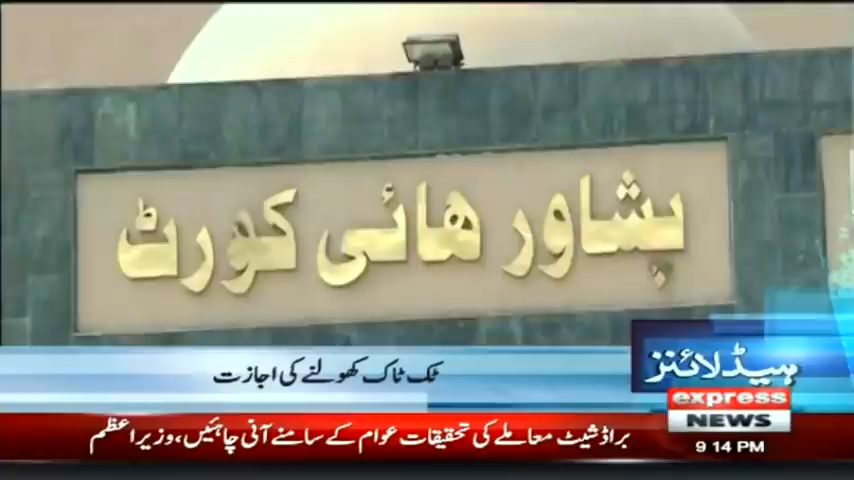 پشاور ھائی کورٹ
ٹک ٹاک کھولنے کی اجازت
ہیڈلائنز
express
NEWS
براڈشیٹ معاملے کی تحقیقات عوام کے سامنے آنی چاہئیں،وزیراعظم
9:14 PM